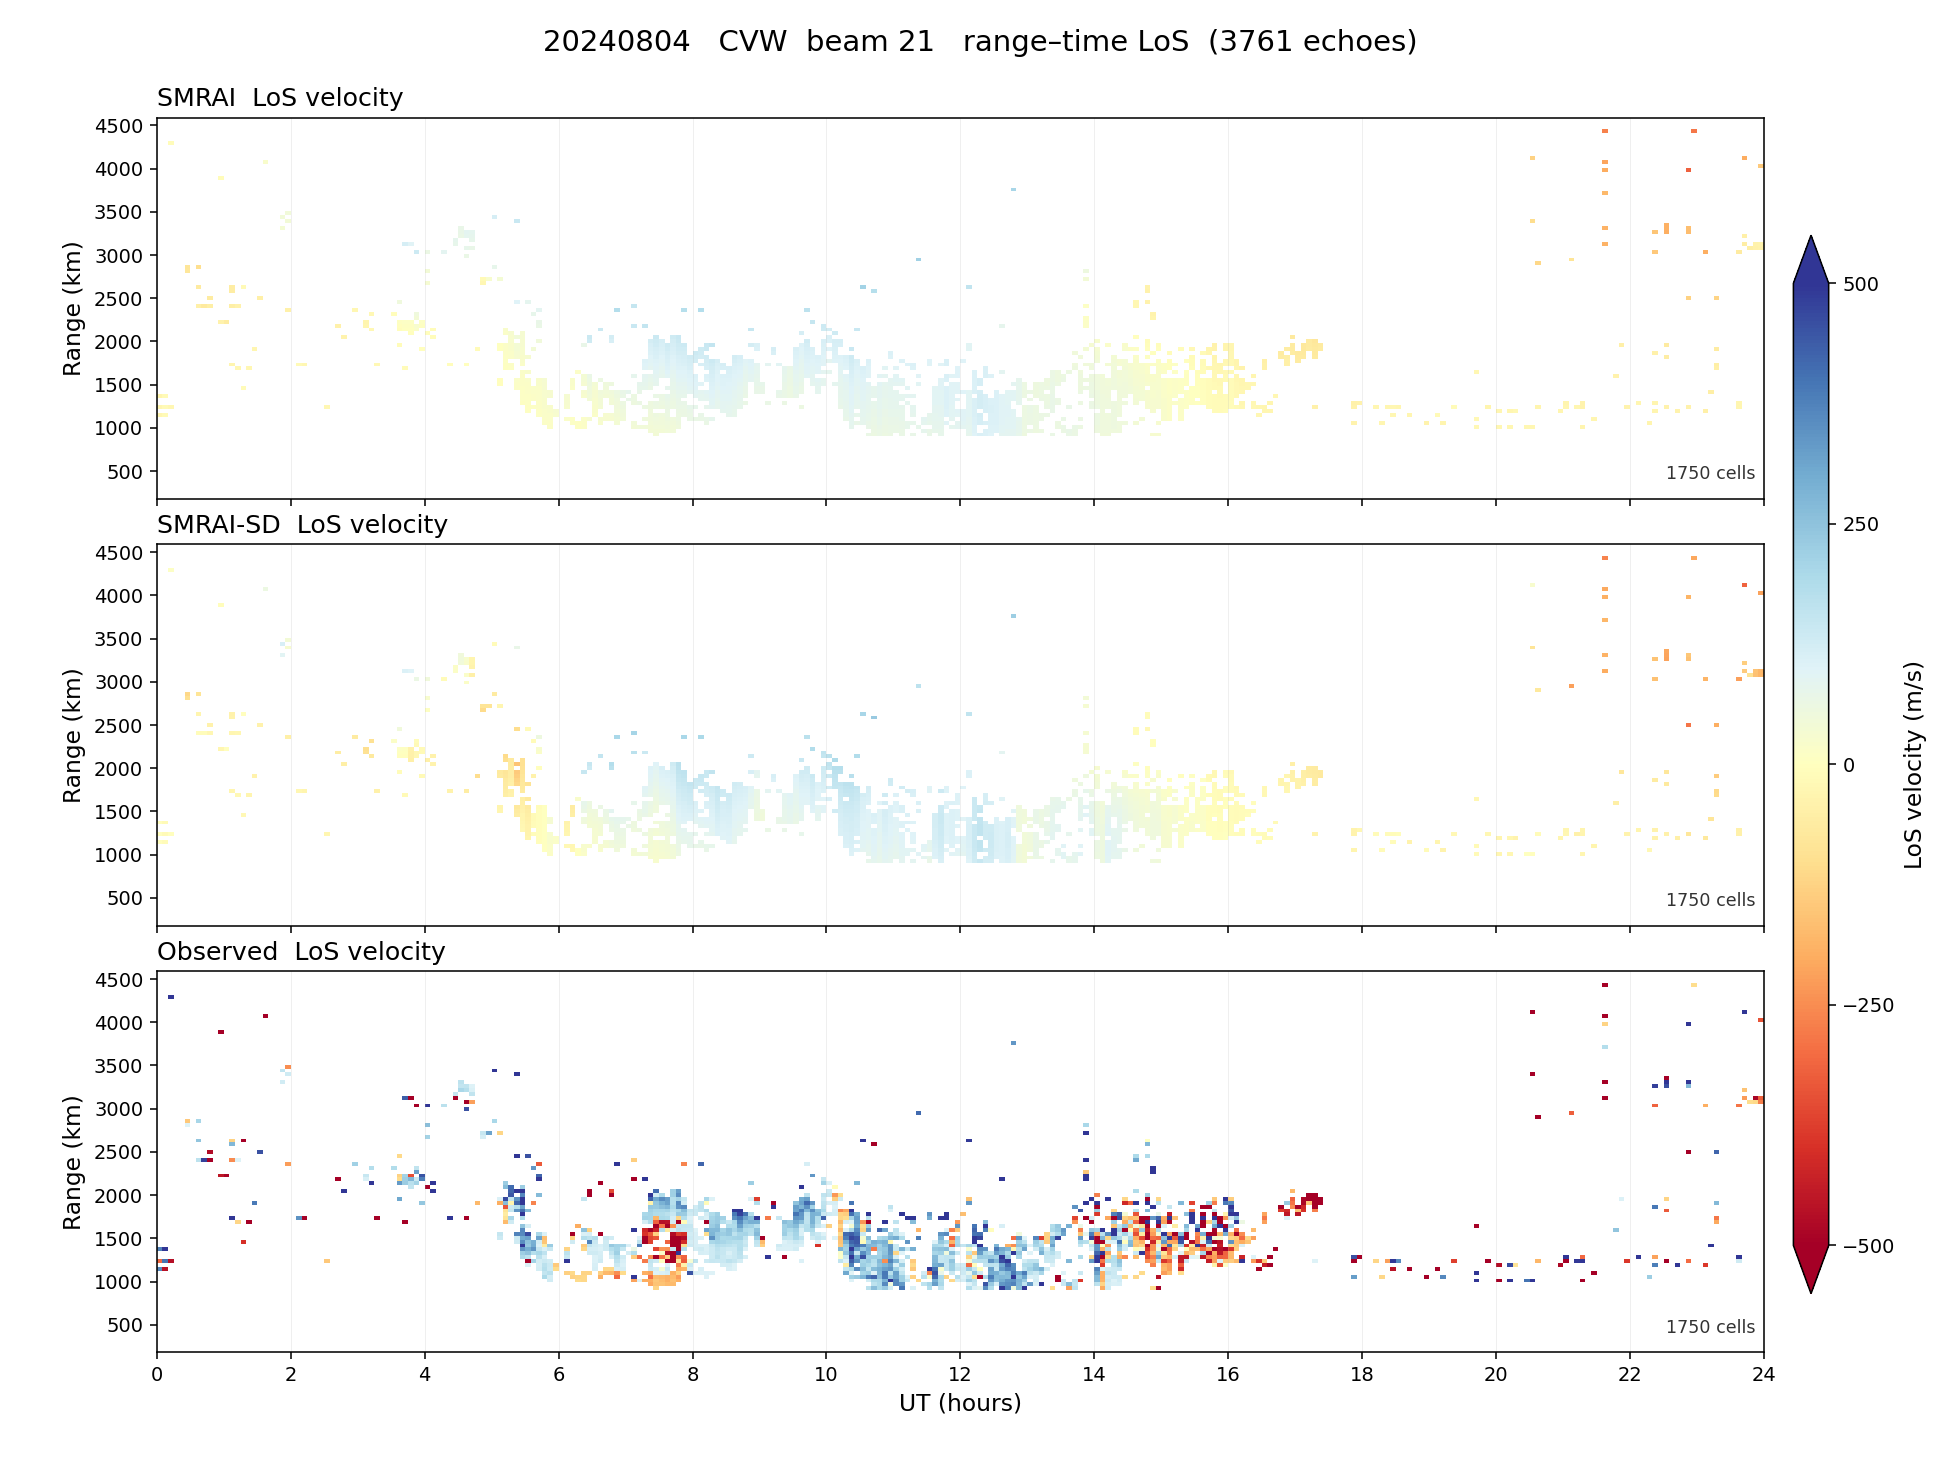 20240804   CVW  beam 21   range–time LoS  (3761 echoes)
SMRAI  LoS velocity
4500
4000
3500
3000
2500
2000
1500
1000
500
Range (km)
1750 cells
SMRAI-SD  LoS velocity
4500
4000
3500
3000
2500
2000
1500
1000
500
Range (km)
1750 cells
Observed  LoS velocity
4500
4000
3500
3000
2500
2000
1500
1000
500
Range (km)
1750 cells
0 2 4 6 8 10 12 14 16 18 20 22 24
UT (hours)
500
250
0
−250
−500
LoS velocity (m/s)